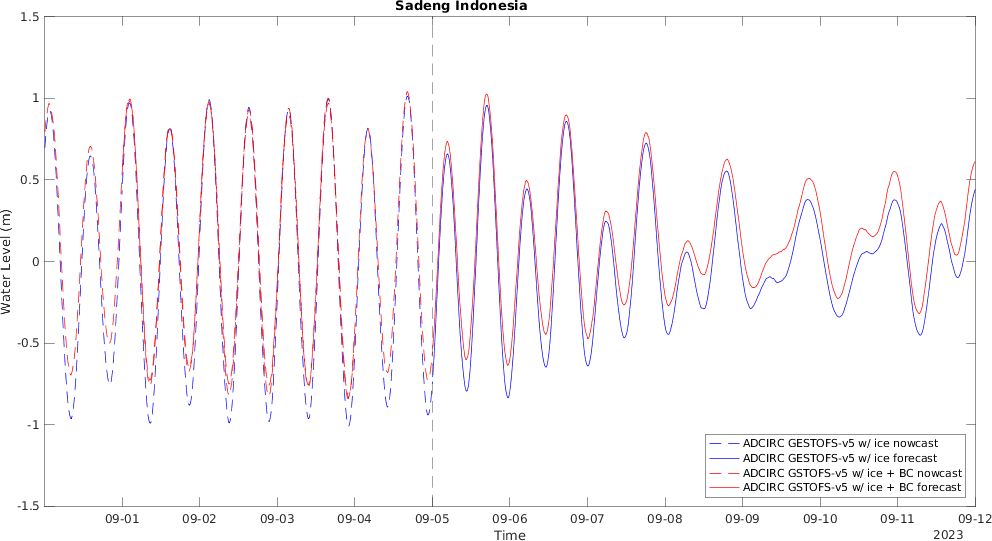 Sadeng Indonesia
1.5
1
0.5
0
-0.5
-1
-1.5
Water Level (m)
09-01 09-02 09-03 09-04 09-05 09-06 09-07 09-08 09-09 09-10 09-11 09-12
Time
2023
ADCIRC GESTOFS-v5 w/ ice nowcast
ADCIRC GESTOFS-v5 w/ ice forecast
ADCIRC GSTOFS-v5 w/ ice + BC nowcast
ADCIRC GSTOFS-v5 w/ ice + BC forecast